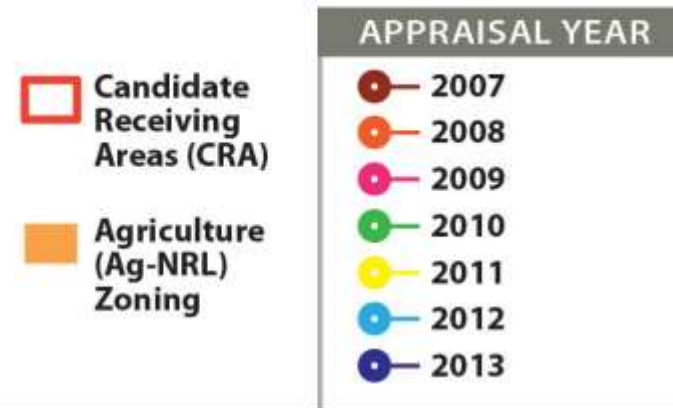 Candidate
Receiving
Areas (CRA)
Agriculture
(Ag-NRL)
Zoning
APPRAISAL YEAR
2007
2008
2009
2010
2011
2012
2013